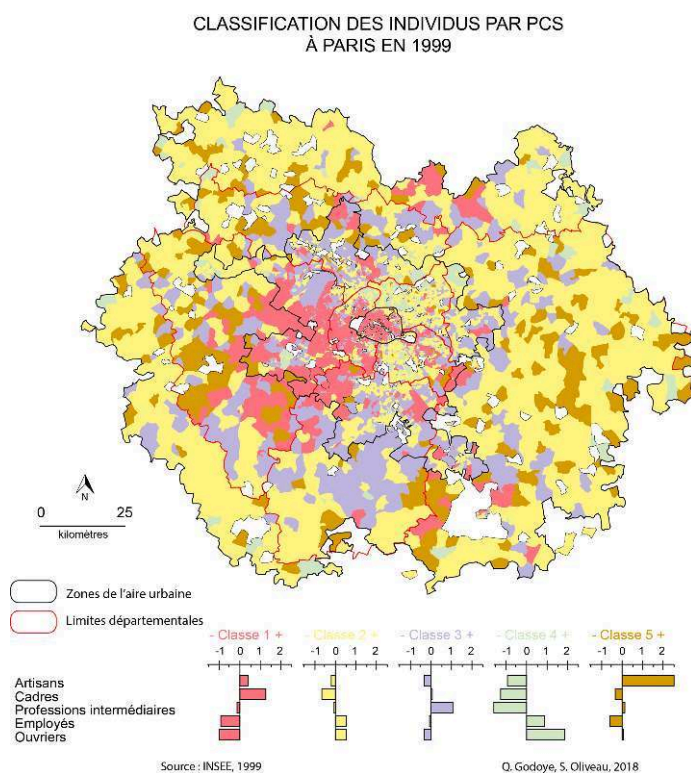 CLASSIFICATION DES INDIVIDUS PAR PCS
À PARIS EN 1999
N
0 25
kilomètres
Zones de l'aire urbaine
Limites départementales
- Classe 1 + - Classe 2 + - Classe 3 + - Classe 4 + - Classe 5 +
-1 0 1 2 -1 0 1 2 -1 0 1 2 -1 0 1 2 -1 0 1 2
Artisans
Cadres
Professions intermédiaires
Employés
Ouvriers
Source : INSEE, 1999 Q. Godoye, S. Oliveau, 2018